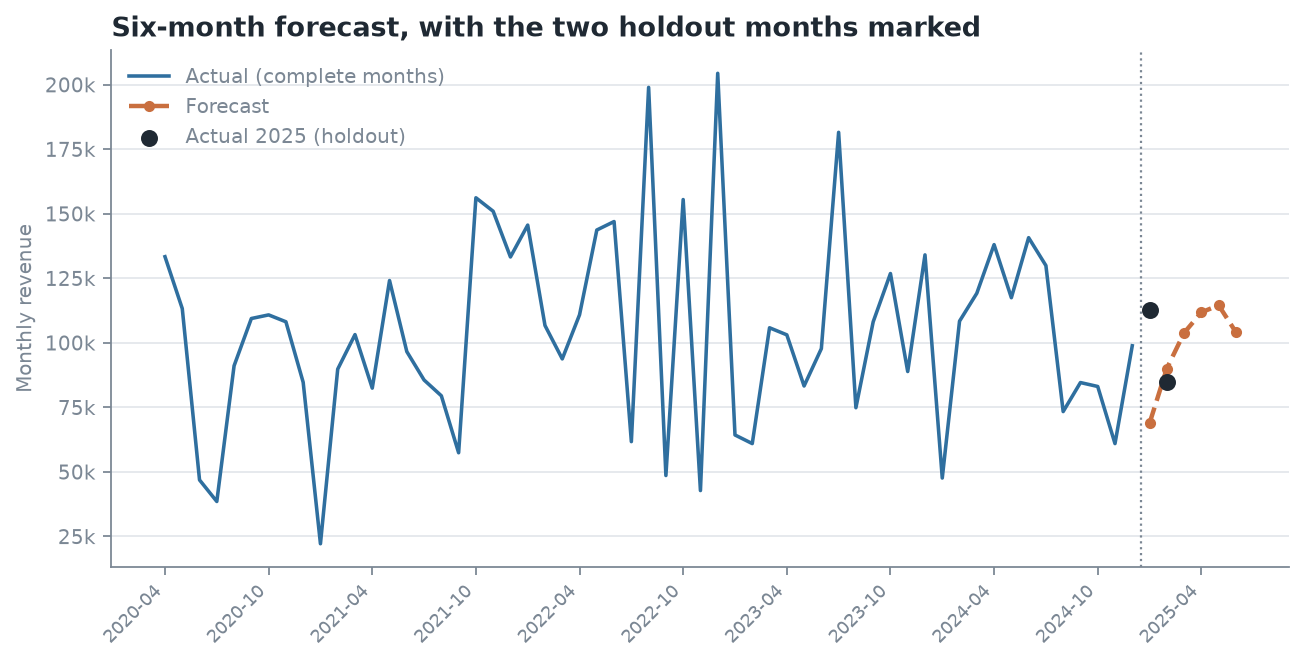 Six-month forecast, with the two holdout months marked
Actual (complete months)
Forecast
Actual 2025 (holdout)
Monthly revenue
200k
175k
150k
125k
100k
75k
50k
25k
2020-04
2020-10
2021-04
2021-10
2022-04
2022-10
2023-04
2023-10
2024-04
2024-10
2025-04